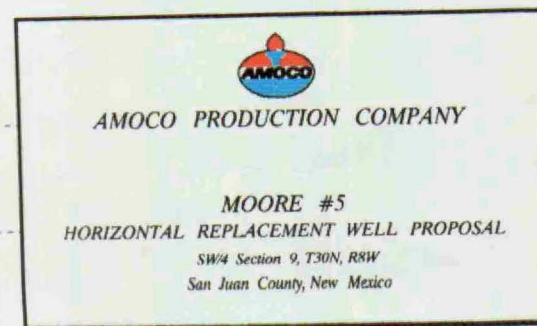 AMOCO
AMOCO PRODUCTION COMPANY
MOORE #5
HORIZONTAL REPLACEMENT WELL PROPOSAL
SW/4 Section 9, T30N, R8W
San Juan County, New Mexico